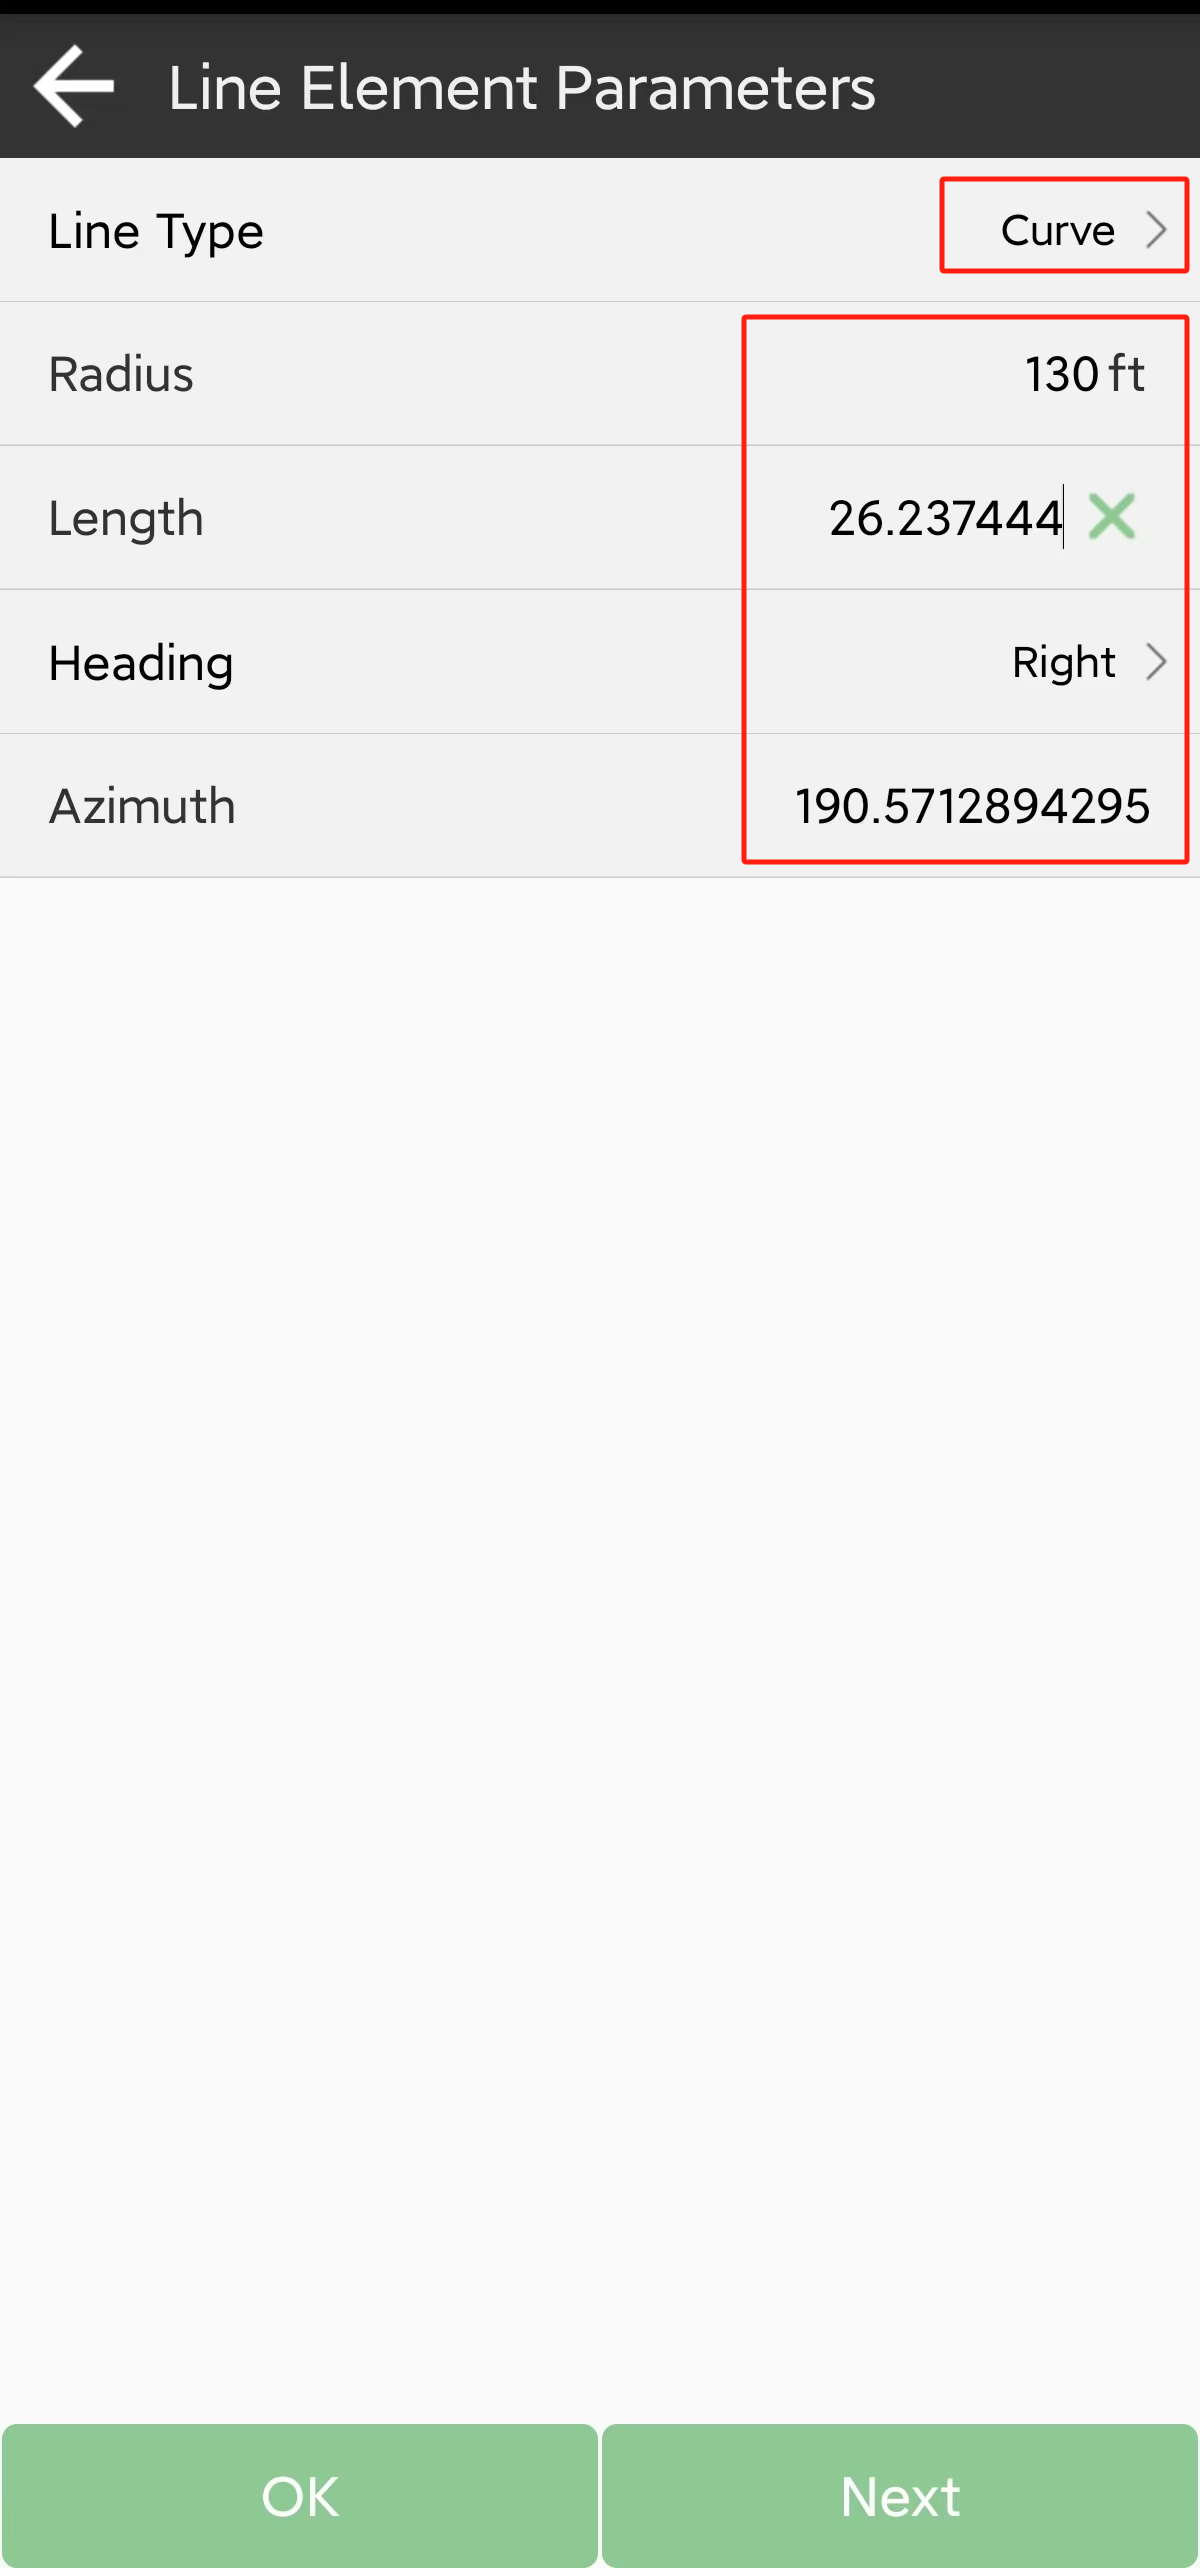 Line Element Parameters
Line Type Curve
Radius 130 ft
Length 26.237444
Heading Right
Azimuth 190.5712894295
OK Next